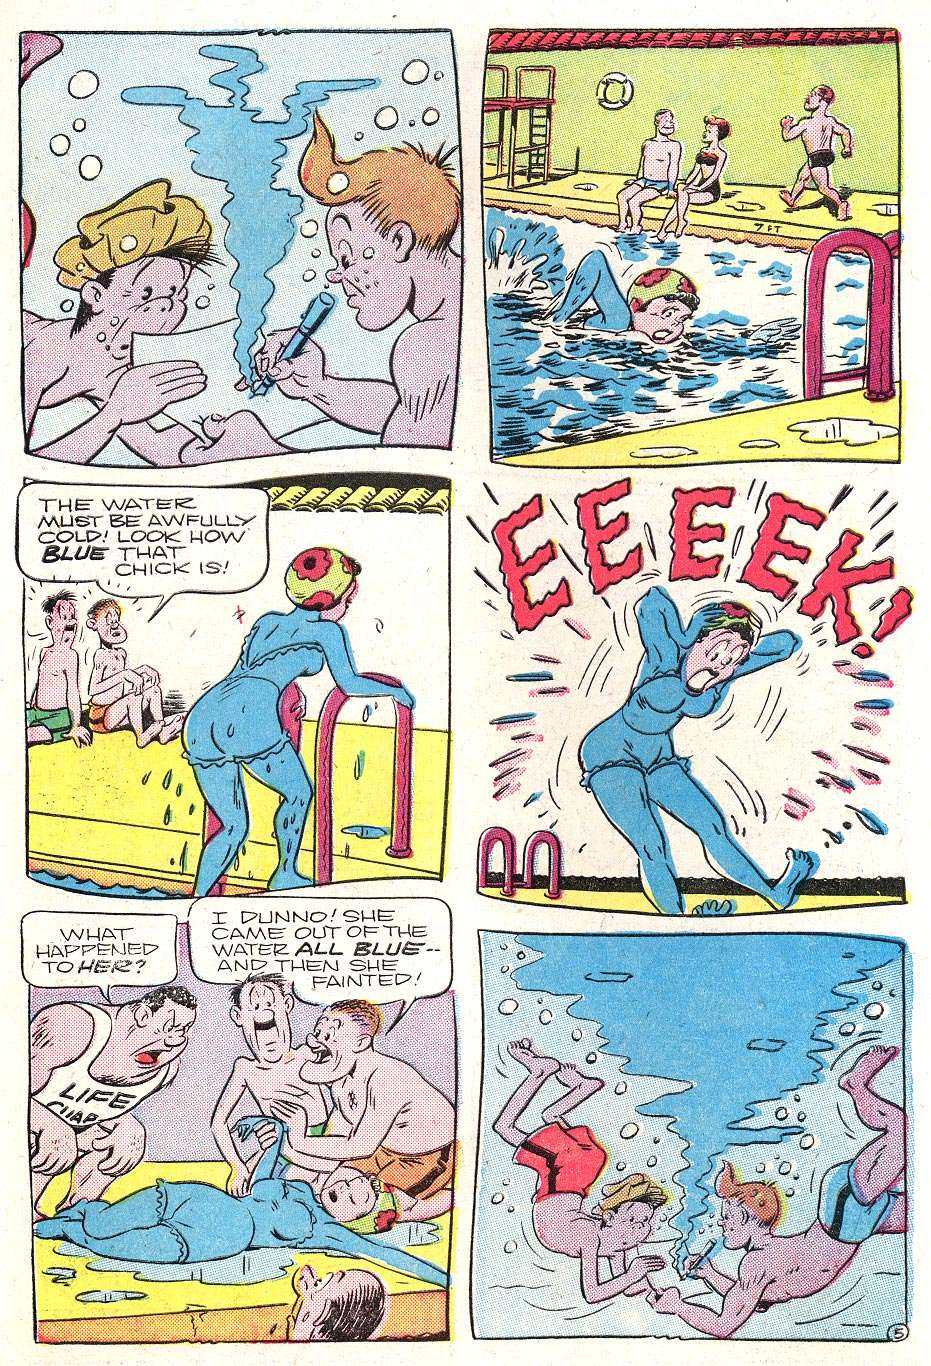 7 FT
THE WATER
MUST BE AWFULLY
COLD! LOOK HOW
BLUE THAT
CHICK IS!
EEEEK!
WHAT
HAPPENED
TO HER?
I DUNNO! SHE
CAME OUT OF THE
WATER ALL BLUE--
AND THEN SHE
FAINTED!
LIFE
GUAR
5